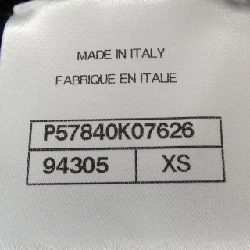 MADE IN ITALY
FABRIQUE EN ITALIE
P57840K07626
94305 XS